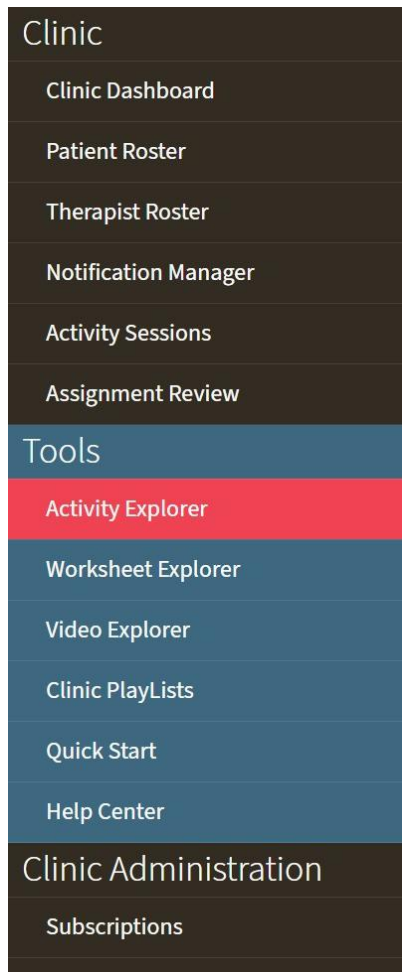 Clinic
Clinic Dashboard
Patient Roster
Therapist Roster
Notification Manager
Activity Sessions
Assignment Review
Tools
Activity Explorer
Worksheet Explorer
Video Explorer
Clinic PlayLists
Quick Start
Help Center
Clinic Administration
Subscriptions